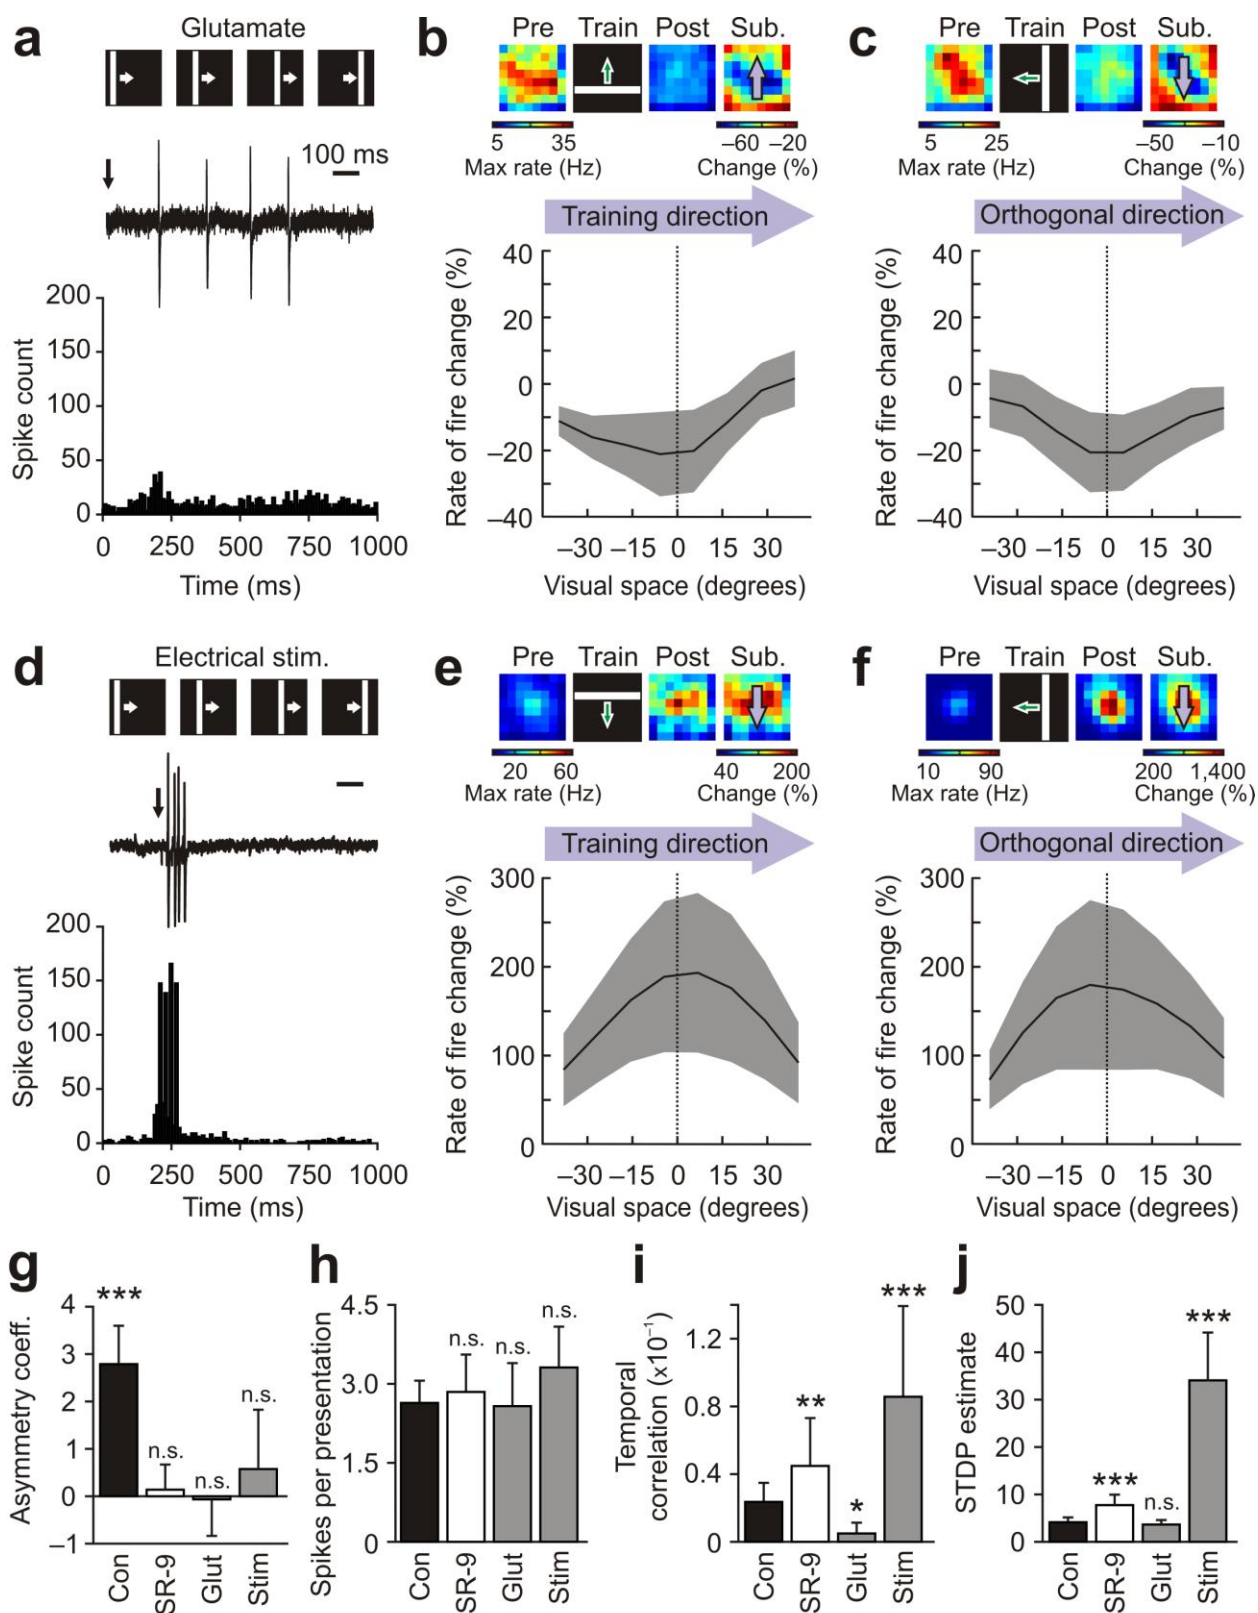 a
Glutamate
100 ms
Spike count
200
150
100
50
0
0 250 500 750 1000
Time (ms)
b
Pre Train Post Sub.
5 35
Max rate (Hz)
–60 –20
Change (%)
Training direction
Rate of fire change (%)
40
20
0
–20
–40
–30 –15 0 15 30
Visual space (degrees)
c
Pre Train Post Sub.
5 25
Max rate (Hz)
–50 –10
Change (%)
Orthogonal direction
Rate of fire change (%)
40
20
0
–20
–40
–30 –15 0 15 30
Visual space (degrees)
d
Electrical stim.
Spike count
200
150
100
50
0
0 250 500 750 1000
Time (ms)
e
Pre Train Post Sub.
20 60
Max rate (Hz)
40 200
Change (%)
Training direction
Rate of fire change (%)
300
200
100
0
–30 –15 0 15 30
Visual space (degrees)
f
Pre Train Post Sub.
10 90
Max rate (Hz)
200 1,400
Change (%)
Orthogonal direction
Rate of fire change (%)
300
200
100
0
–30 –15 0 15 30
Visual space (degrees)
g
Asymmetry coeff.
4
3
2
1
0
–1
***
n.s.
n.s.
n.s.
Con SR-9 Glut Stim
h
Spikes per presentation
4.5
3.0
1.5
0
n.s.
n.s.
n.s.
Con SR-9 Glut Stim
i
Temporal
correlation (x10⁻¹)
1.2
0.8
0.4
0
**
*
***
Con SR-9 Glut Stim
j
STDP estimate
50
40
30
20
10
0
***
n.s.
***
Con SR-9 Glut Stim